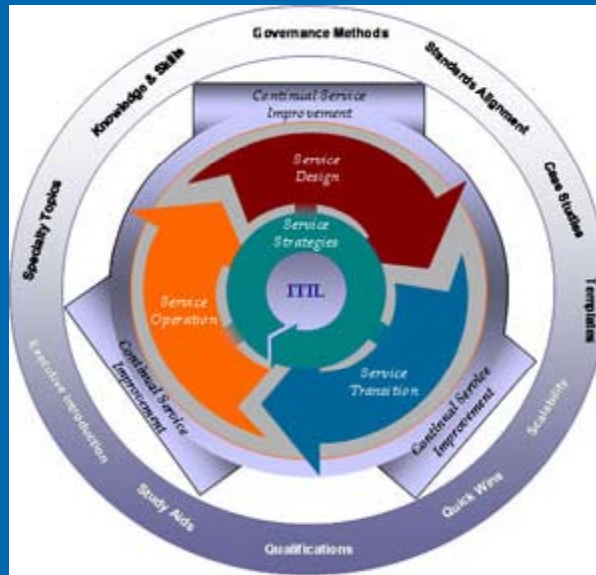 Governance Methods
Knowledge & Skills
Standards Alignment
Continual Service
Improvement
Service
Design
Case Studies
Specialty Topics
Service
Strategies
ITIL
Templates
Service
Operation
Service
Transition
Continual Service
Improvement
Continual Service
Improvement
Executive Introduction
Scalability
Study Aids
Quick Wins
Qualifications